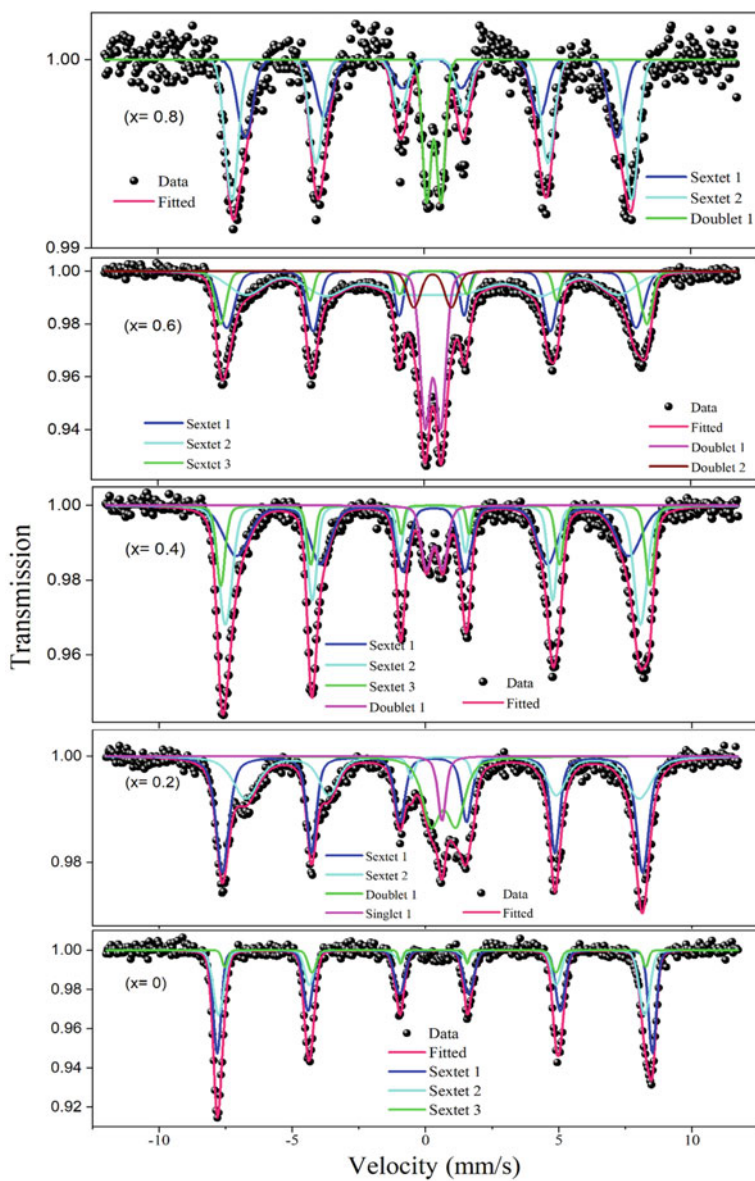 1.00
(x= 0.8)
Data
Fitted
Sextet 1
Sextet 2
Doublet 1
0.99
1.00
0.98
(x= 0.6)
0.96
0.94
Sextet 1
Sextet 2
Sextet 3
Data
Fitted
Doublet 1
Doublet 2
1.00
(x= 0.4)
0.98
0.96
Sextet 1
Sextet 2
Sextet 3
Doublet 1
Data
Fitted
Transmission
1.00
(x= 0.2)
0.98
Sextet 1
Sextet 2
Doublet 1
Singlet 1
Data
Fitted
1.00
(x= 0)
0.98
0.96
0.94
0.92
Data
Fitted
Sextet 1
Sextet 2
Sextet 3
-10 -5 0 5 10
Velocity (mm/s)